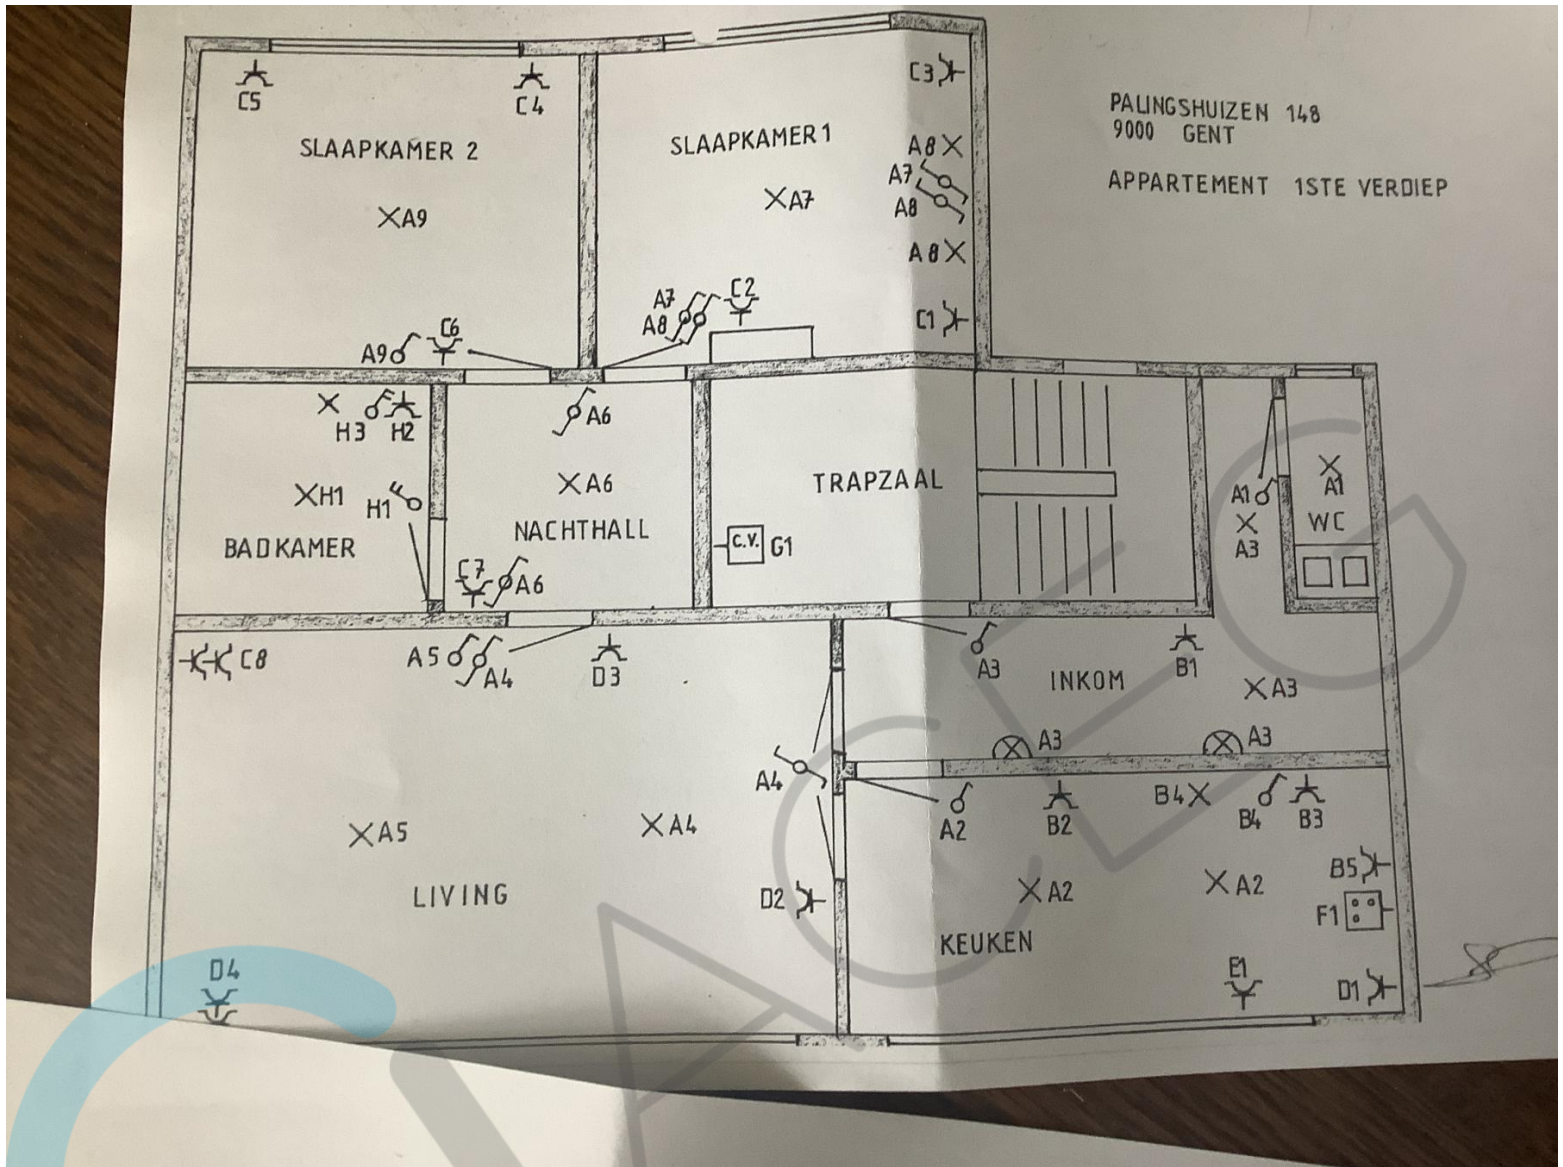 PALINGSHUIZEN 148
9000 GENT
APPARTEMENT 1STE VERDIEP
C5
C4
SLAAPKAMER 2
A9
A9
C6
C3
SLAAPKAMER 1
A8
A7
A8
A7
A8
A7
A8
C2
C1
H3
H2
H1
H1
BADKAMER
A6
A6
NACHTHALL
C7
A6
TRAPZAAL
C.V.
G1
A1
A3
A1
WC
C8
A5
A4
D3
A4
A5
A4
LIVING
D2
D4
A3
B1
INKOM
A3
A3
A3
A2
B2
B4
B4
B3
A2
A2
B5
F1
KEUKEN
E1
D1